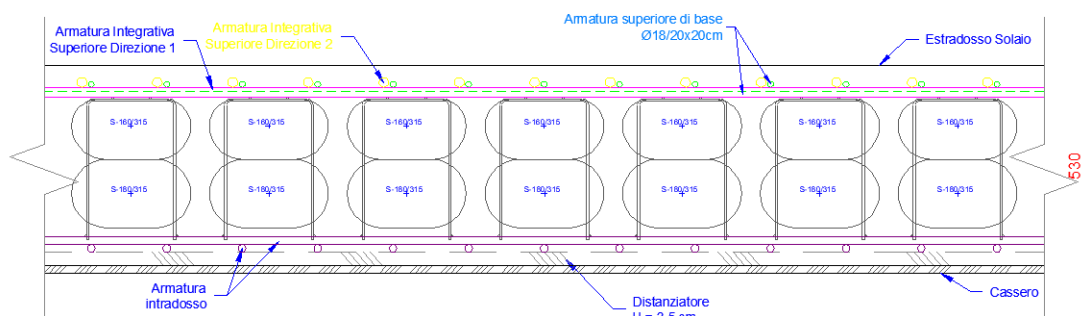 Armatura Integrativa
Superiore Direzione 1
Armatura Integrativa
Superiore Direzione 2
Armatura superiore di base
Ø18/20x20cm
Estradosso Solaio
S-160/315 S-160/315 S-160/315 S-160/315 S-160/315 S-160/315 S-160/315
530
S-180/315 S-180/315 S-180/315 S-180/315 S-180/315 S-180/315 S-180/315
Armatura
intradosso
Distanziatore
Cassero